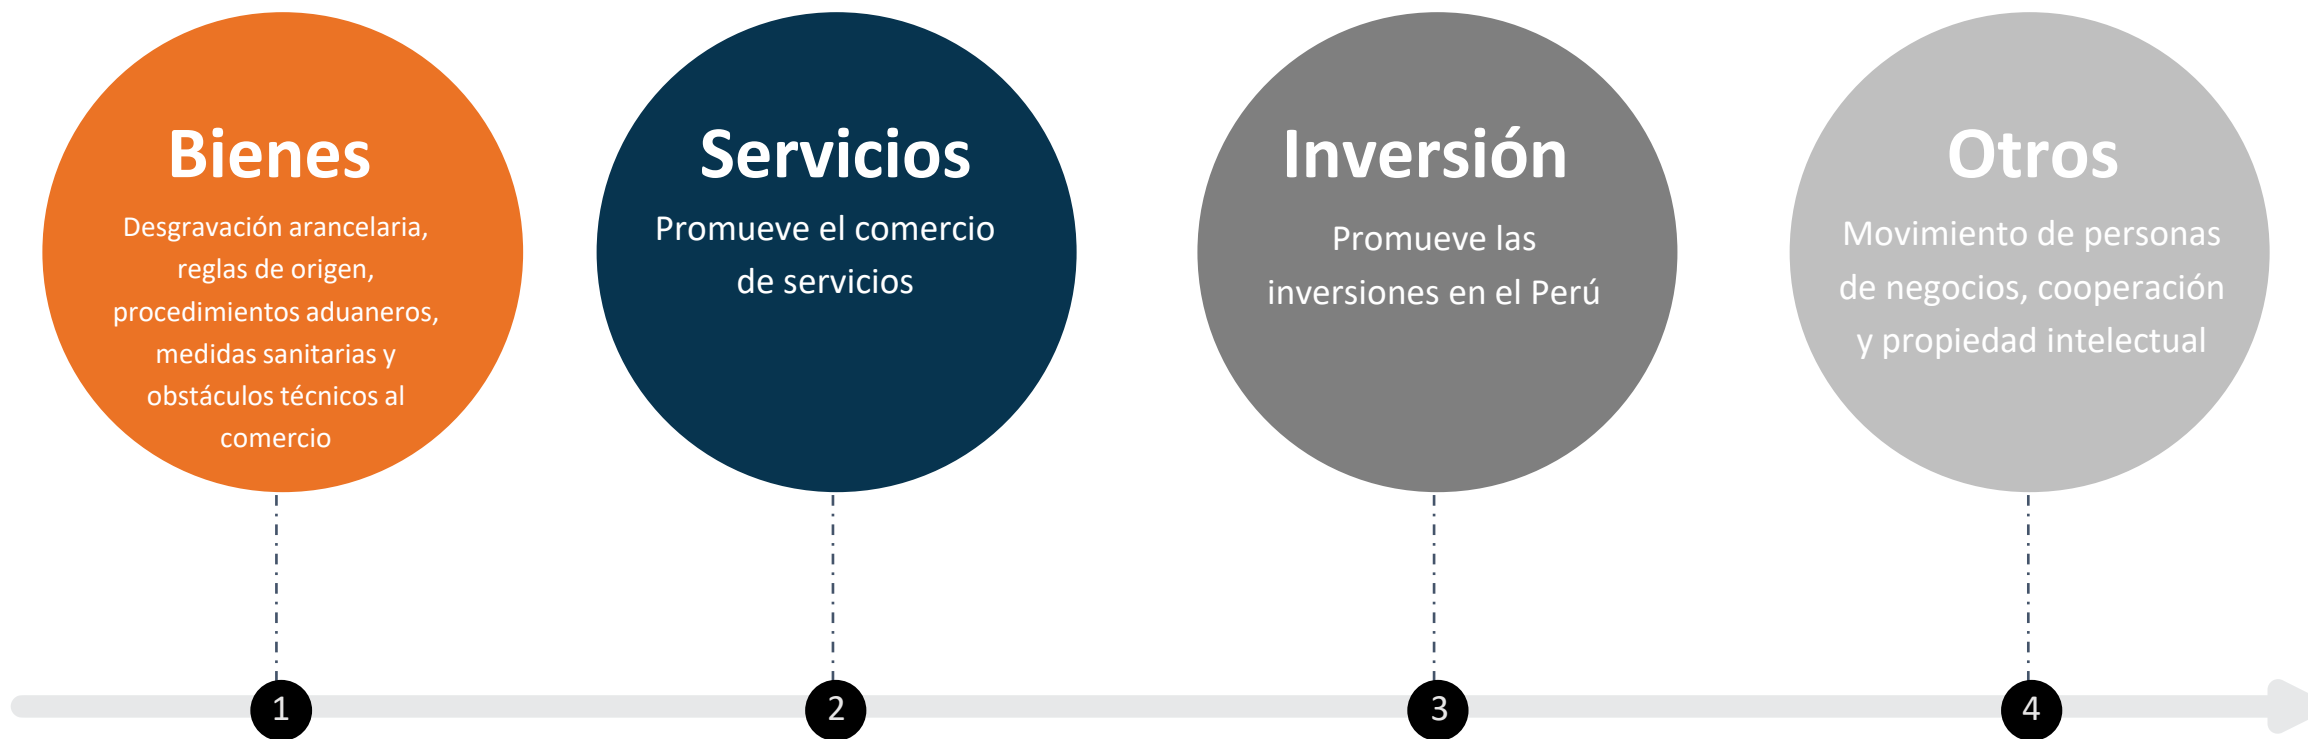 Bienes
Desgravación arancelaria,
reglas de origen,
procedimientos aduaneros,
medidas sanitarias y
obstáculos técnicos al
comercio
Servicios
Promueve el comercio
de servicios
Inversión
Promueve las
inversiones en el Perú
Otros
Movimiento de personas
de negocios, cooperación
y propiedad intelectual
1
2
3
4